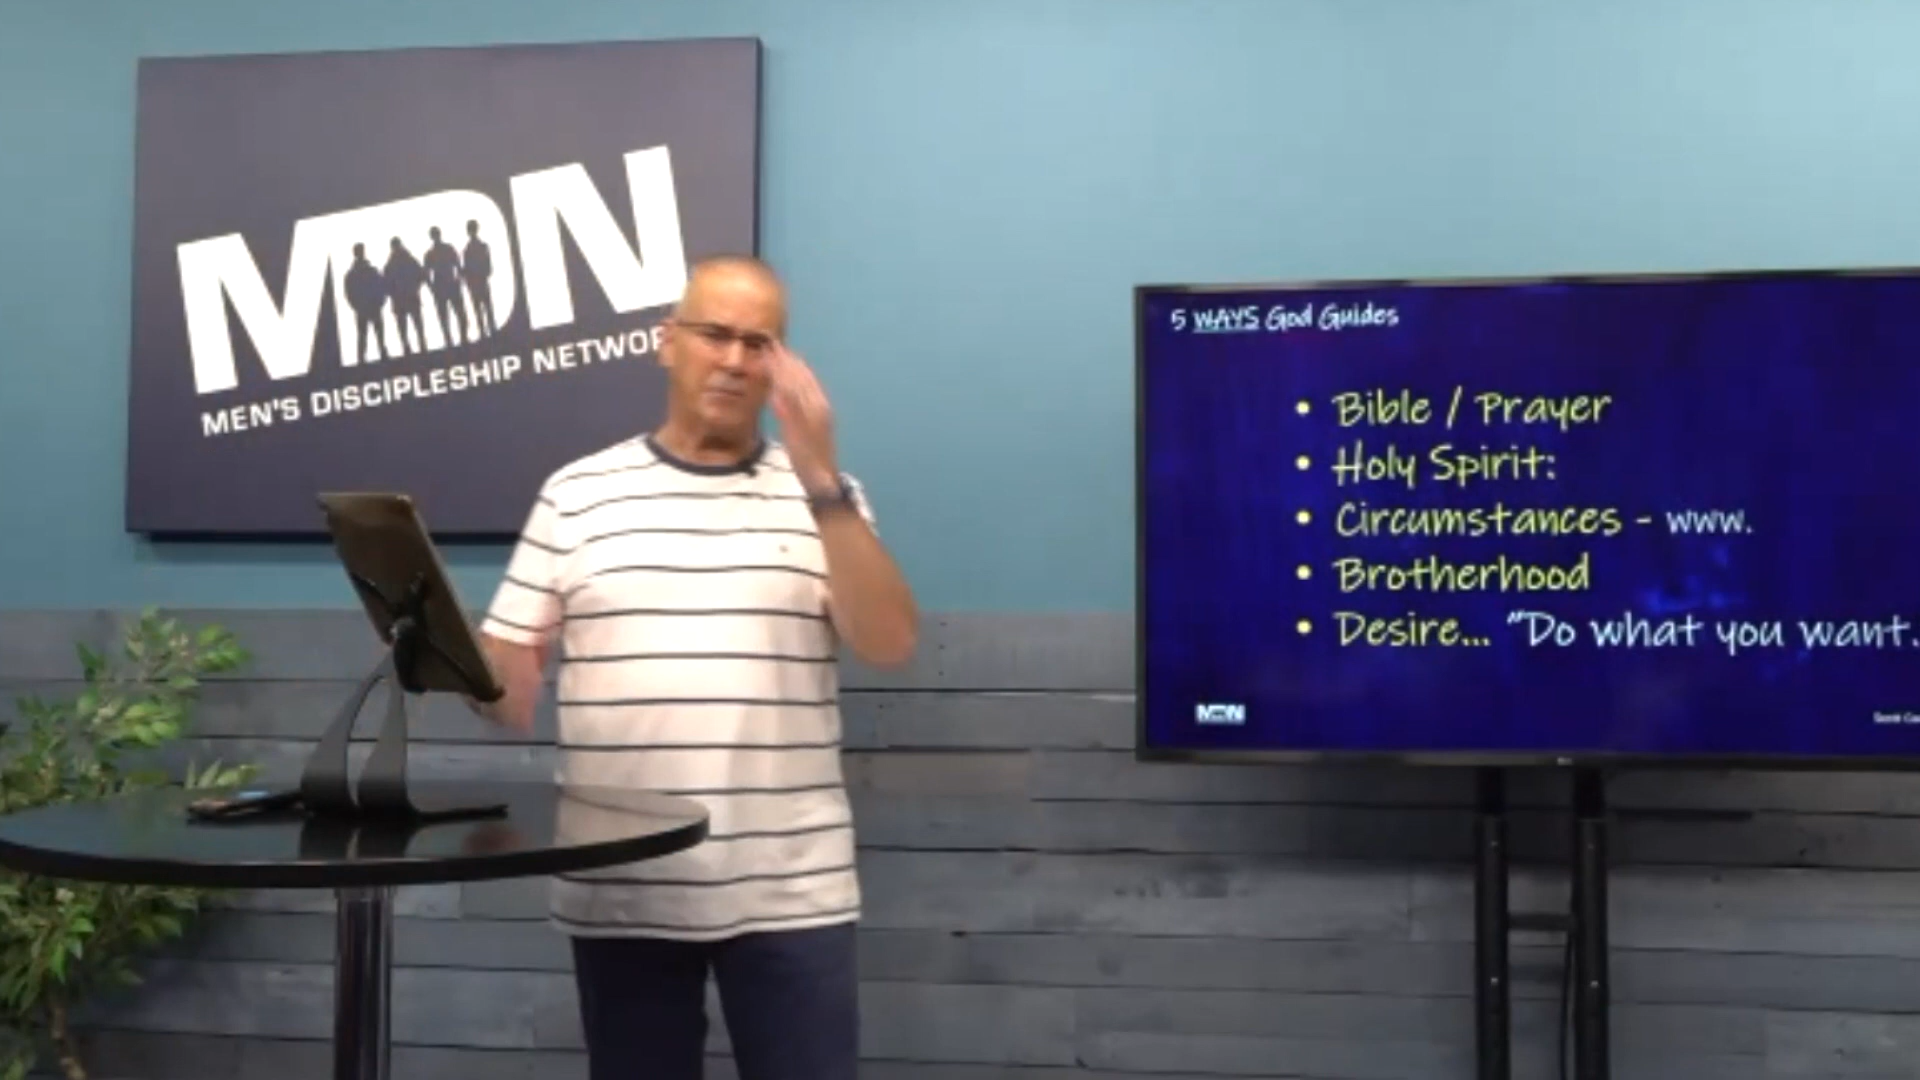 MDN
MEN'S DISCIPLESHIP NETWOR
5 WAYS God Guides
• Bible / Prayer
• Holy Spirit:
• Circumstances - www.
• Brotherhood
• Desire... "Do what you want.
MDN